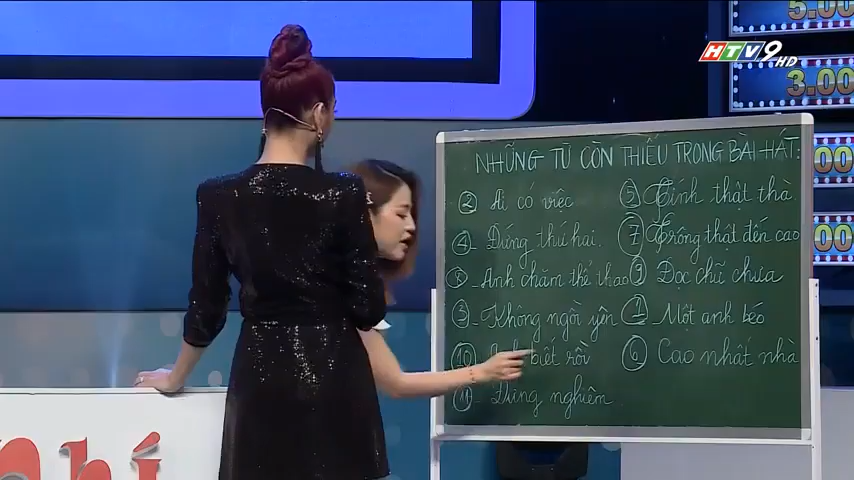 HTV9 HD
5.00
3.00
00
00
NHỮNG TỪ CÒN THIẾU TRONG BÀI HÁT:
② Ai có việc
④ Đứng thứ hai.
⑧ - Anh chăm thể thao
③ - Không ngồi yên
⑩ biết rồi
⑪ - Đứng nghiêm
⑤ Tính thật thà.
⑦ Trông thật đến cao
⑨ Đọc chữ chưa
① Một anh béo
⑥ Cao nhất nhà
nhí